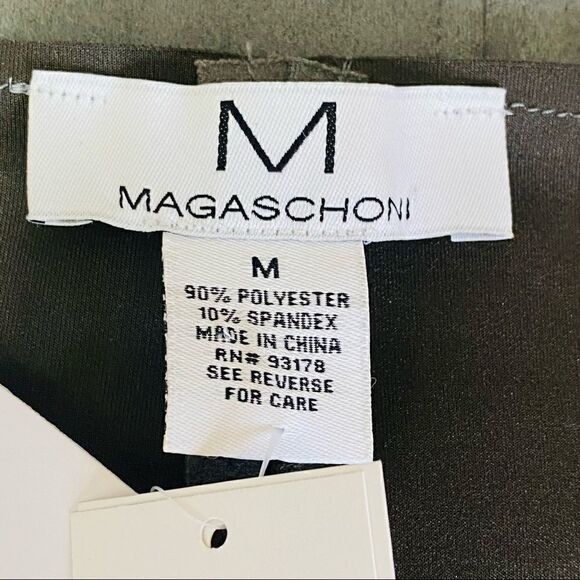 M
MAGASCHONI
M
90% POLYESTER
10% SPANDEX
MADE IN CHINA
RN# 93178
SEE REVERSE
FOR CARE